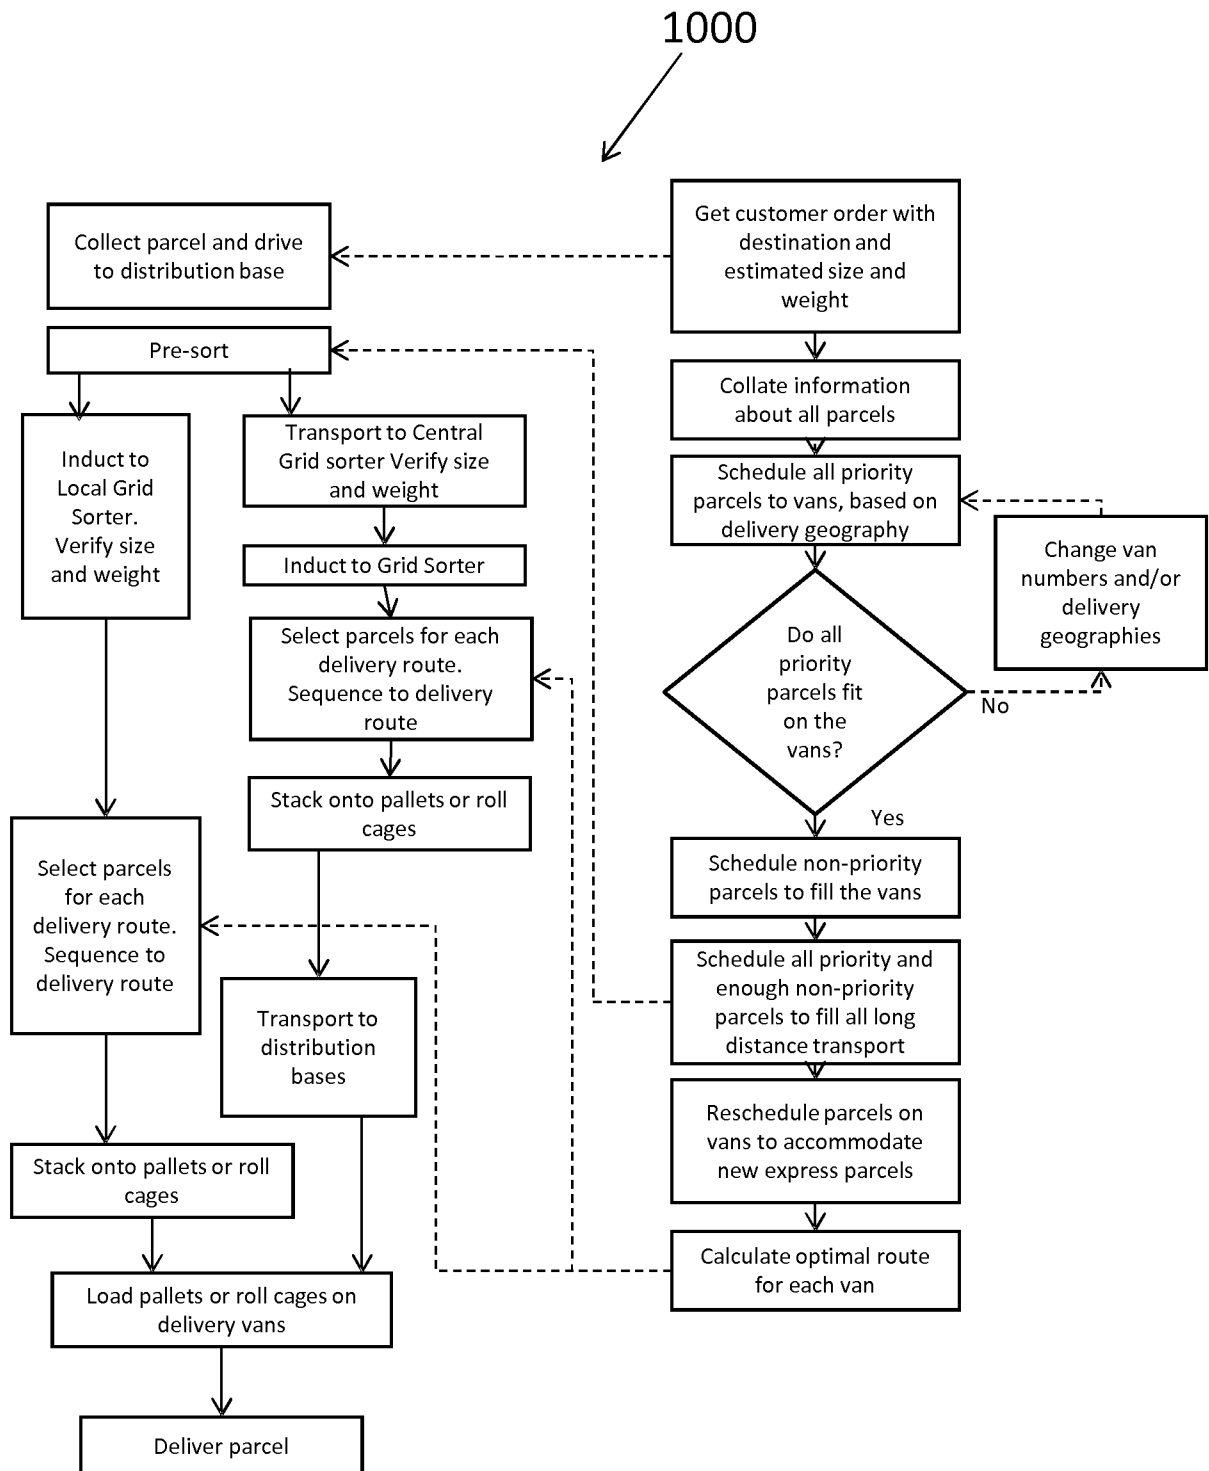 1000
Get customer order with
destination and
estimated size and
weight
Collect parcel and drive
to distribution base
Pre-sort
Collate information
about all parcels
Transport to Central
Grid sorter Verify size
and weight
Induct to
Local Grid
Sorter.
Verify size
and weight
Schedule all priority
parcels to vans, based on
delivery geography
Change van
numbers and/or
delivery
geographies
Induct to Grid Sorter
Select parcels for each
delivery route.
Sequence to delivery
route
Do all
priority
parcels fit
on the
vans?
No
Yes
Stack onto pallets or roll
cages
Select parcels
for each
delivery route.
Sequence to
delivery route
Schedule non-priority
parcels to fill the vans
Schedule all priority and
enough non-priority
parcels to fill all long
distance transport
Transport to
distribution
bases
Reschedule parcels on
vans to accommodate
new express parcels
Stack onto pallets or roll
cages
Calculate optimal route
for each van
Load pallets or roll cages on
delivery vans
Deliver parcel